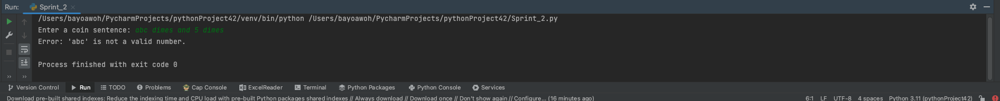 Run: Sprint_2
/Users/bayoawoh/PycharmProjects/pythonProject42/venv/bin/python /Users/bayoawoh/PycharmProjects/pythonProject42/Sprint_2.py
Enter a coin sentence: abc dimes and 5 dimes
Error: 'abc' is not a valid number.
Process finished with exit code 0
Version Control Run TODO Problems Cap Console ExcelReader Terminal Python Packages Python Console Services
Download pre-built shared indexes: Reduce the indexing time and CPU load with pre-built Python packages shared indexes // Always download // Download once // Don't show again // Configure... (16 minutes ago) 6:1 LF UTF-8 4 spaces Python 3.11 (pythonProject42)